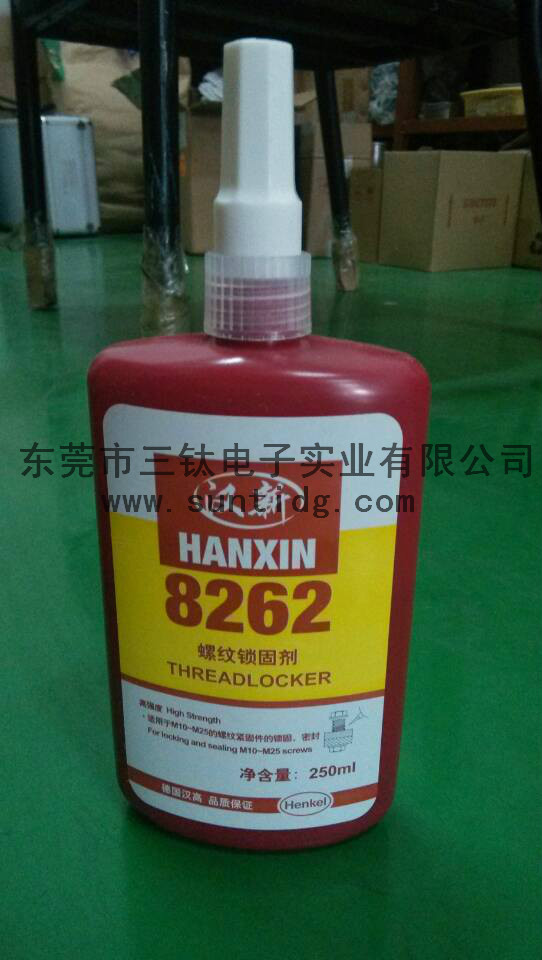 东莞市三钛电子实业有限公司
www.suntirdg.com
汉新
HANXIN
8262
螺纹锁固剂
THREADLOCKER
高强度 High Strength
·适用于M10~M25的螺纹紧固件的锁固、密封
For locking and sealing M10~M25 screws
净含量：250ml
德国汉高 品质保证
Henkel